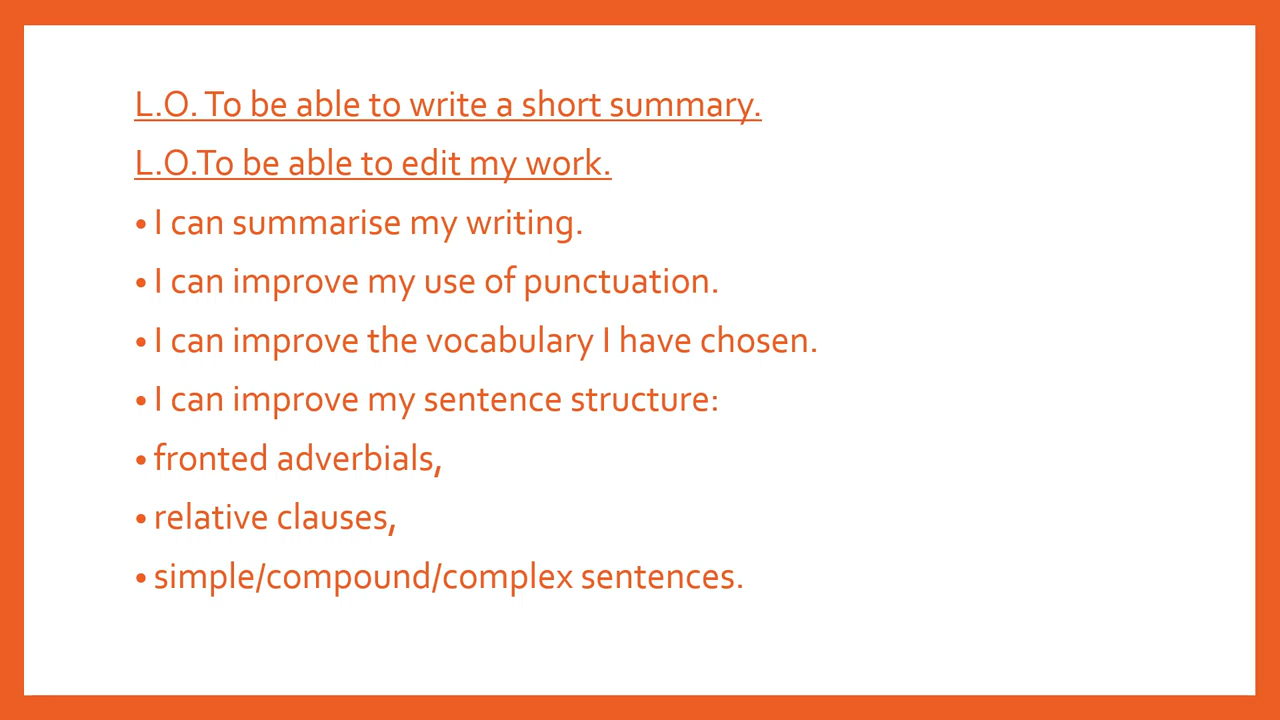 L.O. To be able to write a short summary.
L.O.To be able to edit my work.
• I can summarise my writing.
• I can improve my use of punctuation.
• I can improve the vocabulary I have chosen.
• I can improve my sentence structure:
• fronted adverbials,
• relative clauses,
• simple/compound/complex sentences.